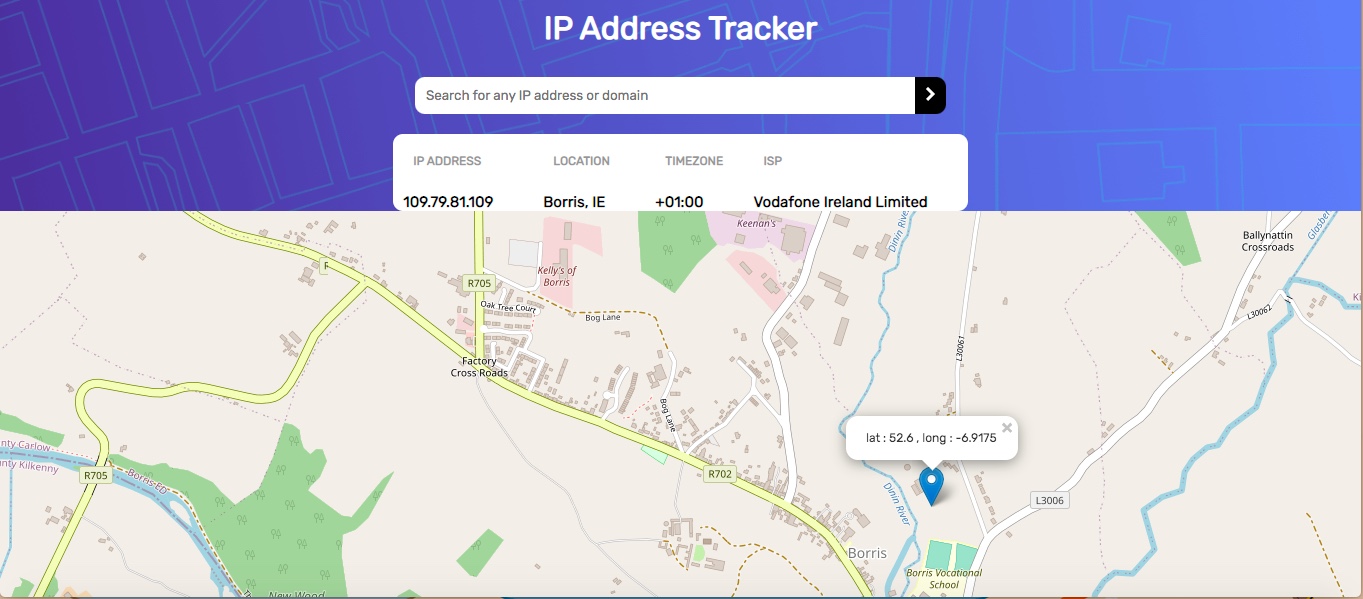 IP Address Tracker
Search for any IP address or domain
IP ADDRESS LOCATION TIMEZONE ISP
109.79.81.109 Borris, IE +01:00 Vodafone Ireland Limited
Keenan's
Dinin River
Ballynattin
Crossroads
R
Kelly's of
Borris
R705
Oak Tree Court
Bog Lane
L30062
L30061
Factory
Cross Roads
Bog Lane
lat : 52.6 , long : -6.9175
×
nty Carlow
nty Kilkenny
R705
Borris ED
R702
Dinin River
L3006
Borris
Borris Vocational
School
New Wood